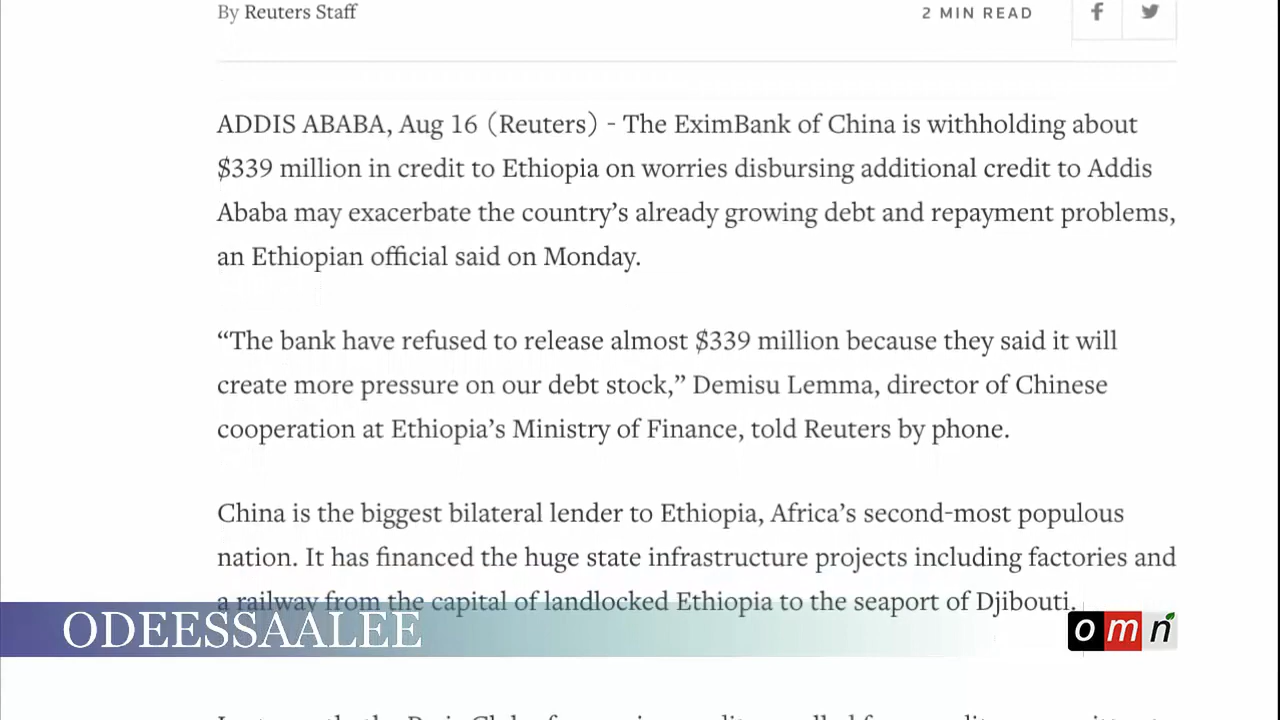 By Reuters Staff
2 MIN READ
ADDIS ABABA, Aug 16 (Reuters) - The EximBank of China is withholding about
$339 million in credit to Ethiopia on worries disbursing additional credit to Addis
Ababa may exacerbate the country’s already growing debt and repayment problems,
an Ethiopian official said on Monday.
“The bank have refused to release almost $339 million because they said it will
create more pressure on our debt stock,” Demisu Lemma, director of Chinese
cooperation at Ethiopia’s Ministry of Finance, told Reuters by phone.
China is the biggest bilateral lender to Ethiopia, Africa’s second-most populous
nation. It has financed the huge state infrastructure projects including factories and
a railway from the capital of landlocked Ethiopia to the seaport of Djibouti.
ODEESSAALEE
omn